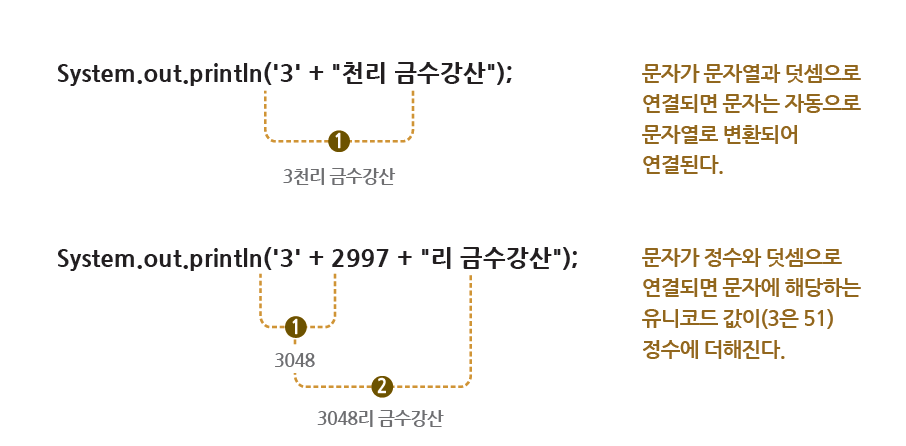 System.out.println('3' + "천리 금수강산");
1
3천리 금수강산
문자가 문자열과 덧셈으로
연결되면 문자는 자동으로
문자열로 변환되어
연결된다.
System.out.println('3' + 2997 + "리 금수강산");
1
3048
2
3048리 금수강산
문자가 정수와 덧셈으로
연결되면 문자에 해당하는
유니코드 값이(3은 51)
정수에 더해진다.